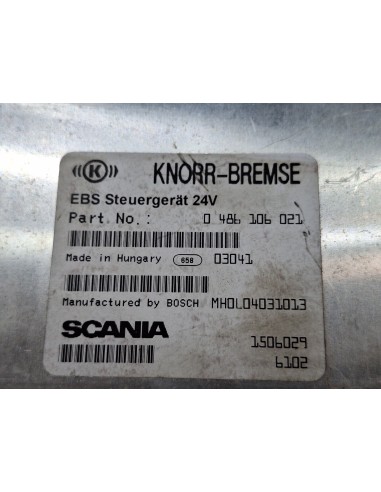 ((K)) KNORR-BREMSE
EBS Steuergerät 24V
Part No.: 0 486 106 021
Made in Hungary 658 03041
Manufactured by BOSCH MHOL04031013
SCANIA 1506029
6102